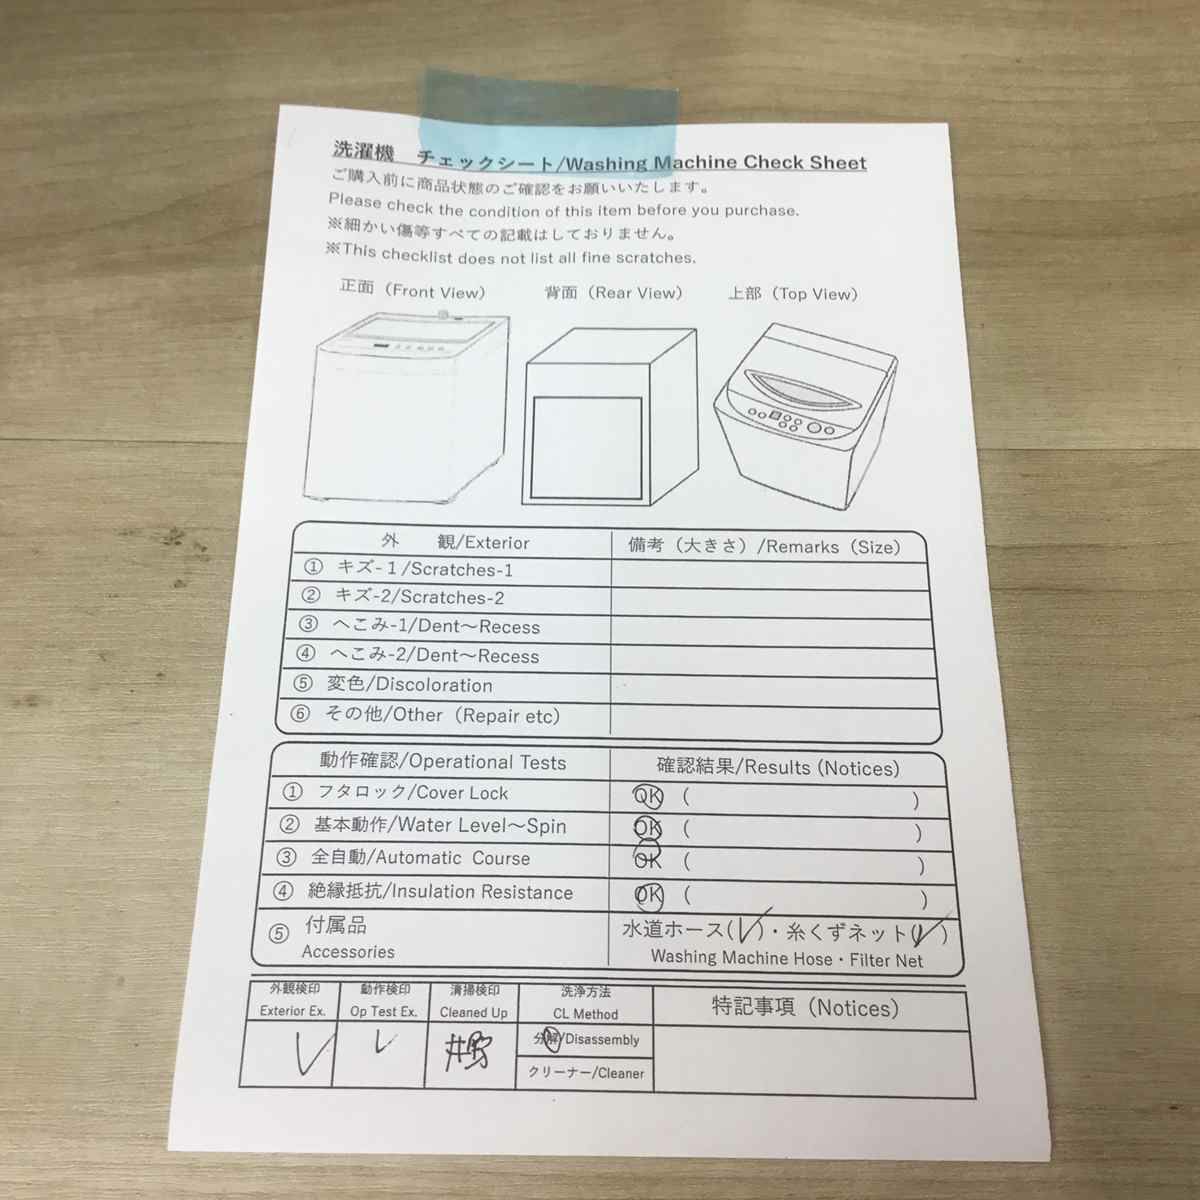 洗濯機 チェックシート/Washing Machine Check Sheet
ご購入前に商品状態のご確認をお願いいたします。
Please check the condition of this item before you purchase.
※細かい傷等すべての記載はしておりません。
※This checklist does not list all fine scratches.
正面（Front View） 背面（Rear View） 上部（Top View）
外 観/Exterior 備考（大きさ）/Remarks（Size）
① キズ-１/Scratches-1
② キズ-2/Scratches-2
③ へこみ-1/Dent～Recess
④ へこみ-2/Dent～Recess
⑤ 変色/Discoloration
⑥ その他/Other（Repair etc）
動作確認/Operational Tests 確認結果/Results (Notices)
① フタロック/Cover Lock OK （ ）
② 基本動作/Water Level～Spin OK （ ）
③ 全自動/Automatic Course OK （ ）
④ 絶縁抵抗/Insulation Resistance OK （ ）
⑤ 付属品 水道ホース(✓)・糸くずネット(✓)
Accessories Washing Machine Hose・Filter Net
外観検印 動作検印 清掃検印 洗浄方法 特記事項（Notices）
Exterior Ex. Op Test Ex. Cleaned Up CL Method
✓ ✓ 井野 分解/Disassembly
クリーナー/Cleaner